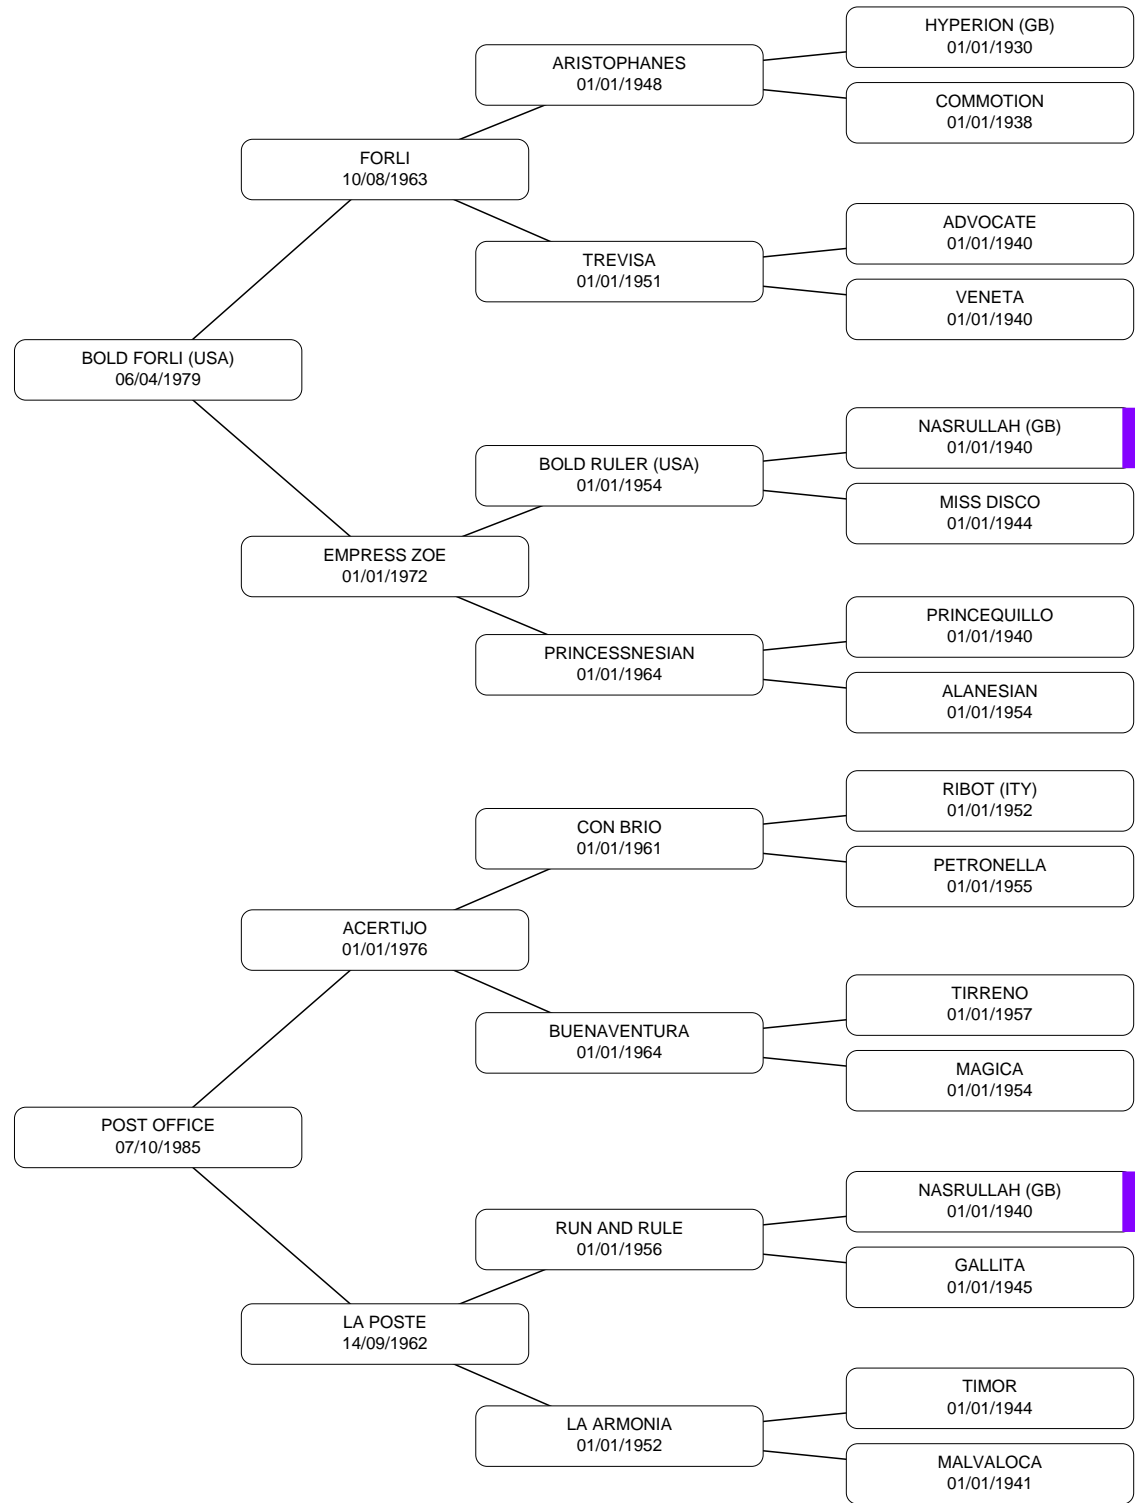 HYPERION (GB)
01/01/1930
ARISTOPHANES
01/01/1948
COMMOTION
01/01/1938
FORLI
10/08/1963
ADVOCATE
01/01/1940
TREVISA
01/01/1951
VENETA
01/01/1940
BOLD FORLI (USA)
06/04/1979
NASRULLAH (GB)
01/01/1940
BOLD RULER (USA)
01/01/1954
MISS DISCO
01/01/1944
EMPRESS ZOE
01/01/1972
PRINCEQUILLO
01/01/1940
PRINCESSNESIAN
01/01/1964
ALANESIAN
01/01/1954
RIBOT (ITY)
01/01/1952
CON BRIO
01/01/1961
PETRONELLA
01/01/1955
ACERTIJO
01/01/1976
TIRRENO
01/01/1957
BUENAVENTURA
01/01/1964
MAGICA
01/01/1954
POST OFFICE
07/10/1985
NASRULLAH (GB)
01/01/1940
RUN AND RULE
01/01/1956
GALLITA
01/01/1945
LA POSTE
14/09/1962
TIMOR
01/01/1944
LA ARMONIA
01/01/1952
MALVALOCA
01/01/1941